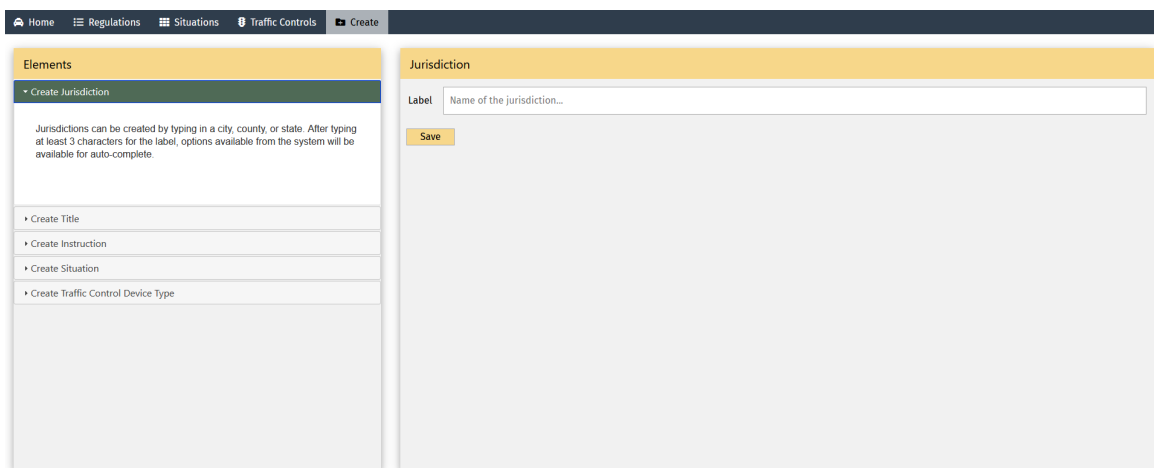 Home Regulations Situations Traffic Controls Create
Elements
Create Jurisdiction
Jurisdictions can be created by typing in a city, county, or state. After typing
at least 3 characters for the label, options available from the system will be
available for auto-complete.
Create Title
Create Instruction
Create Situation
Create Traffic Control Device Type
Jurisdiction
Label Name of the jurisdiction...
Save